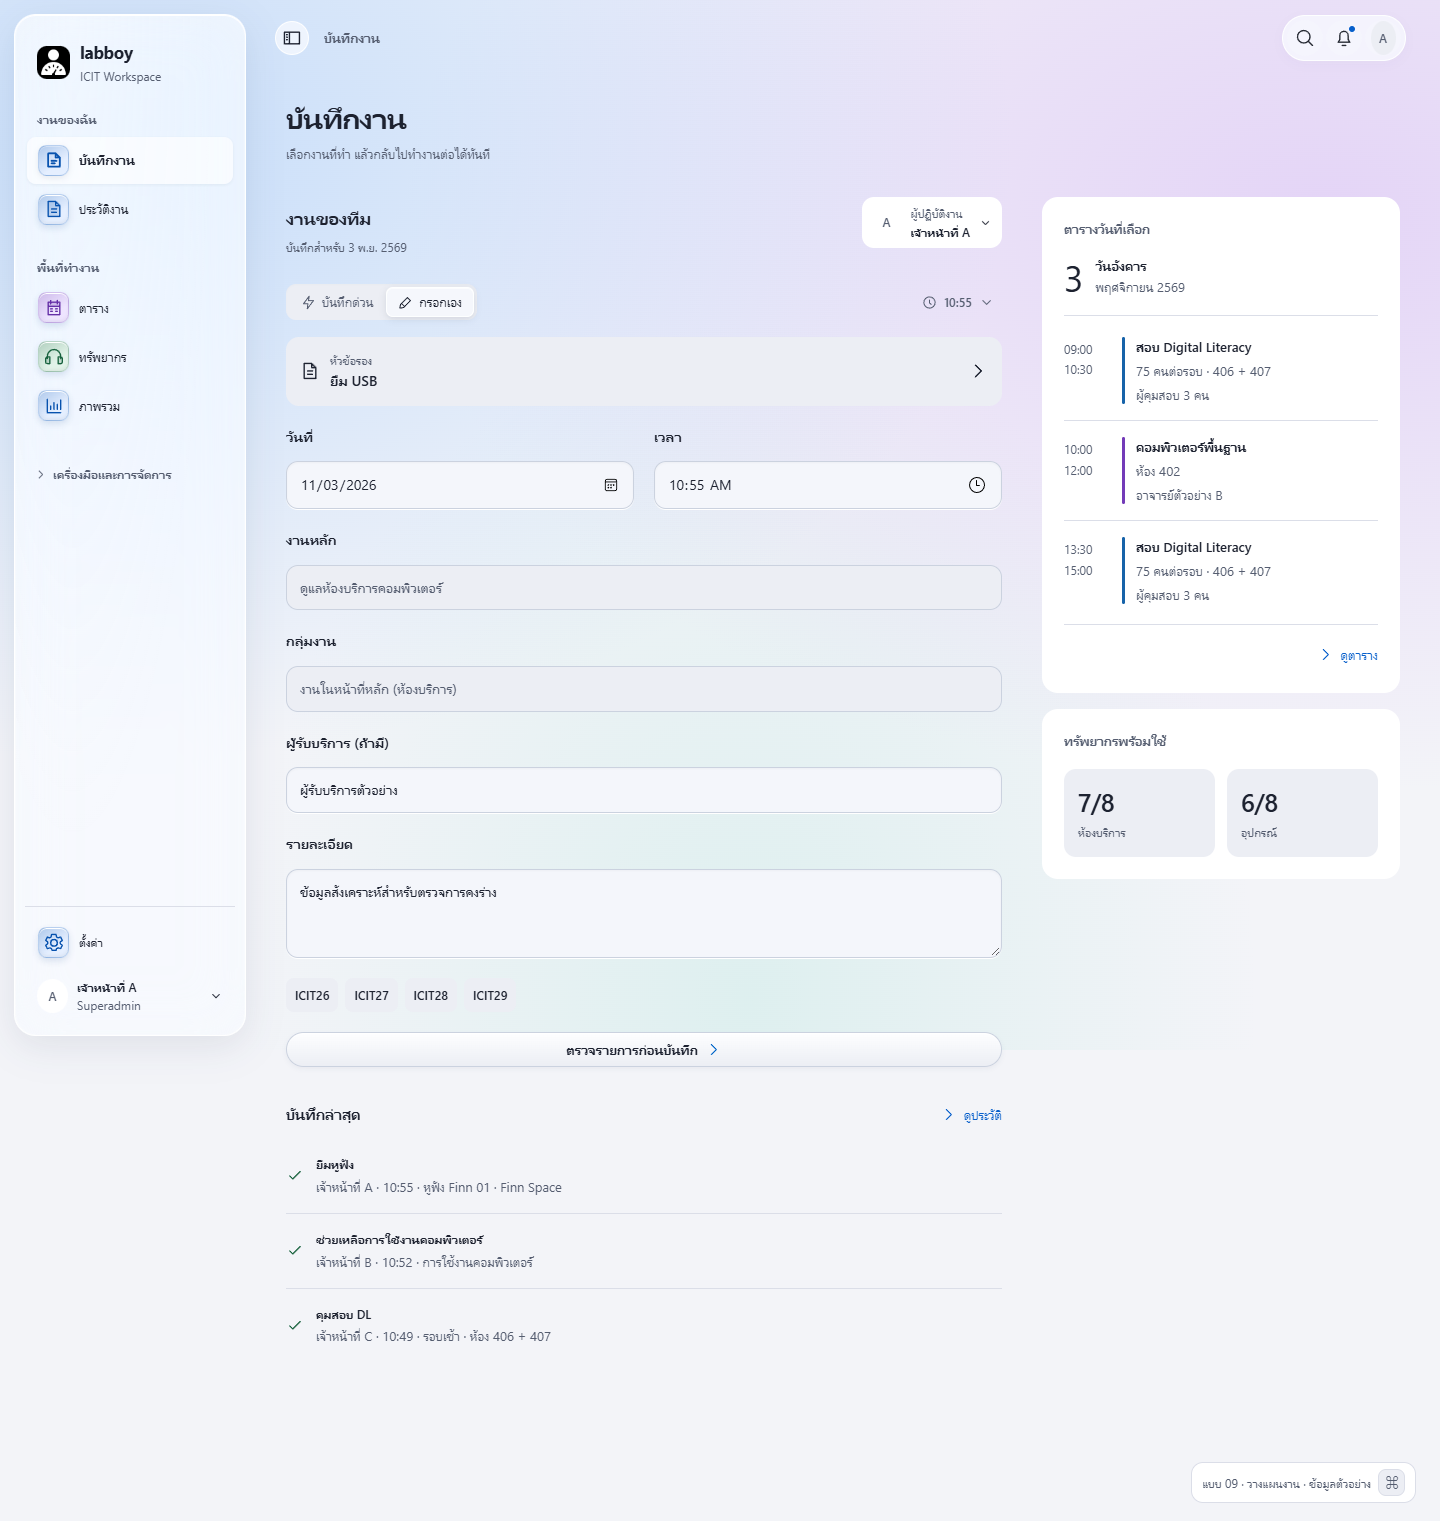 labboy
ICIT Workspace
งานของฉัน
บันทึกงาน
ประวัติงาน
พื้นที่ทำงาน
ตาราง
ทรัพยากร
ภาพรวม
เครื่องมือและการจัดการ
ตั้งค่า
A
เจ้าหน้าที่ A
Superadmin
บันทึกงาน
A
บันทึกงาน
เลือกงานที่ทำ แล้วกลับไปทำงานต่อได้ทันที
งานของทีม
บันทึกสำหรับ 3 พ.ย. 2569
A
ผู้ปฏิบัติงาน
เจ้าหน้าที่ A
บันทึกด่วน
กรอกเอง
10:55
หัวข้อรอง
ยืม USB
วันที่
เวลา
11/03/2026
10:55 AM
งานหลัก
ดูแลห้องบริการคอมพิวเตอร์
กลุ่มงาน
งานในหน้าที่หลัก (ห้องบริการ)
ผู้รับบริการ (ถ้ามี)
ผู้รับบริการตัวอย่าง
รายละเอียด
ข้อมูลสังเคราะห์สำหรับตรวจการคงร่าง
ICIT26
ICIT27
ICIT28
ICIT29
ตรวจรายการก่อนบันทึก
บันทึกล่าสุด
ดูประวัติ
ยืมหูฟัง
เจ้าหน้าที่ A · 10:55 · หูฟัง Finn 01 · Finn Space
ช่วยเหลือการใช้งานคอมพิวเตอร์
เจ้าหน้าที่ B · 10:52 · การใช้งานคอมพิวเตอร์
คุมสอบ DL
เจ้าหน้าที่ C · 10:49 · รอบเช้า · ห้อง 406 + 407
ตารางวันที่เลือก
3
วันอังคาร
พฤศจิกายน 2569
09:00
10:30
สอบ Digital Literacy
75 คนต่อรอบ · 406 + 407
ผู้คุมสอบ 3 คน
10:00
12:00
คอมพิวเตอร์พื้นฐาน
ห้อง 402
อาจารย์ตัวอย่าง B
13:30
15:00
สอบ Digital Literacy
75 คนต่อรอบ · 406 + 407
ผู้คุมสอบ 3 คน
ดูตาราง
ทรัพยากรพร้อมใช้
7/8
ห้องบริการ
6/8
อุปกรณ์
แบบ 09 · วางแผนงาน · ข้อมูลตัวอย่าง ⌘